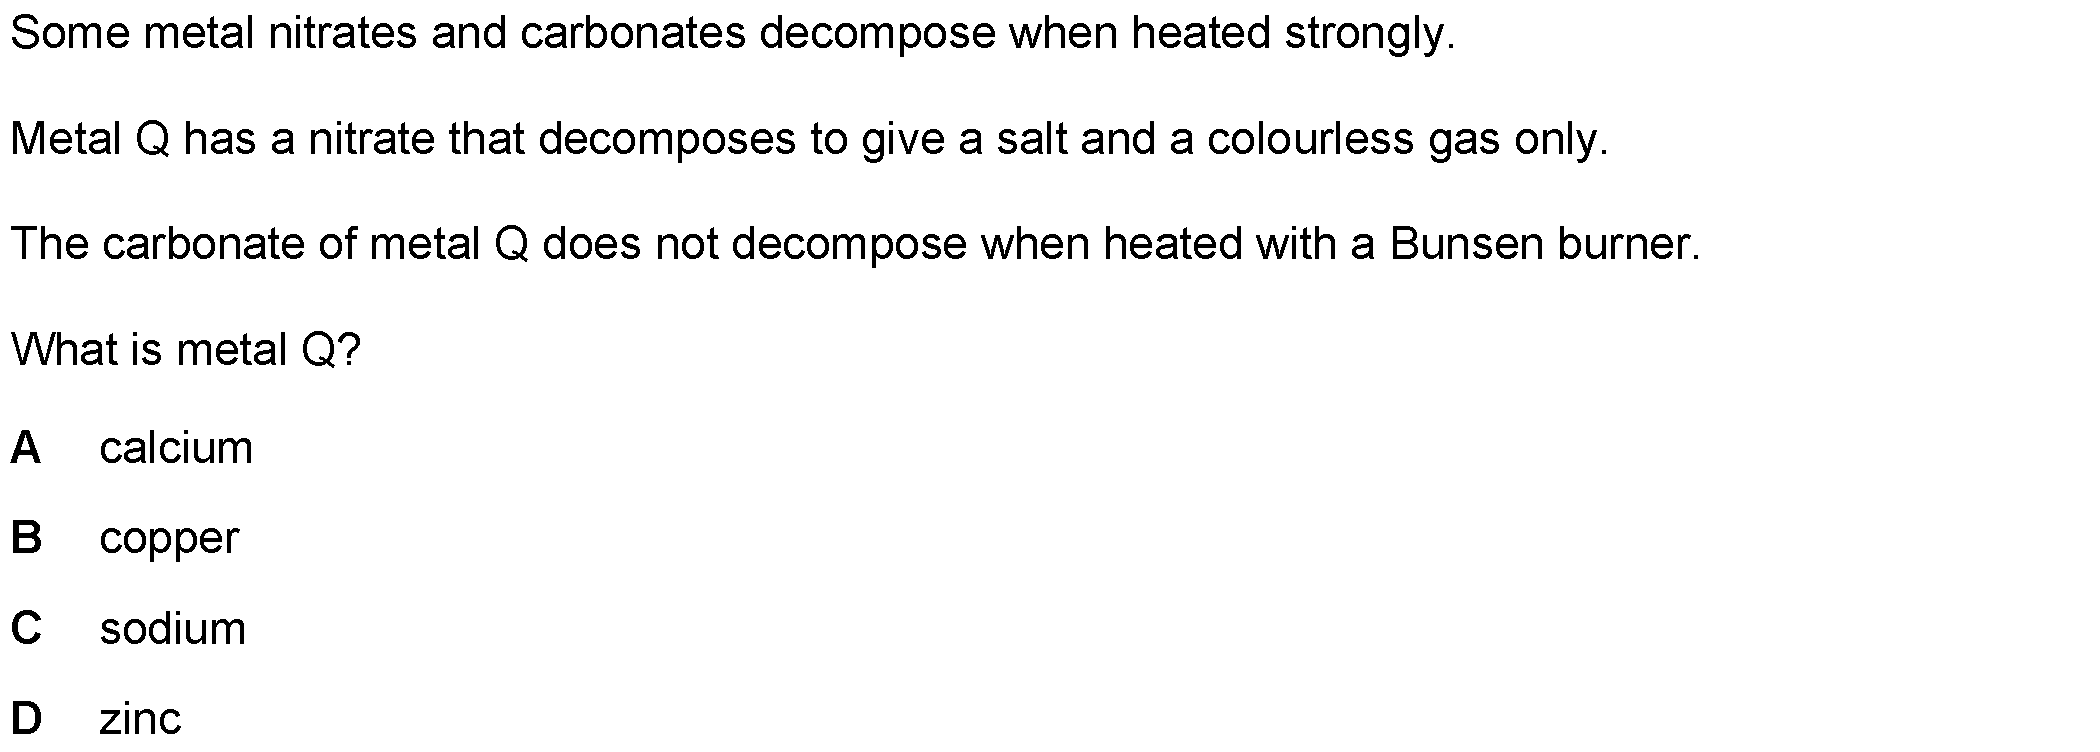 Some metal nitrates and carbonates decompose when heated strongly.
Metal Q has a nitrate that decomposes to give a salt and a colourless gas only.
The carbonate of metal Q does not decompose when heated with a Bunsen burner.
What is metal Q?
A calcium
B copper
C sodium
D zinc